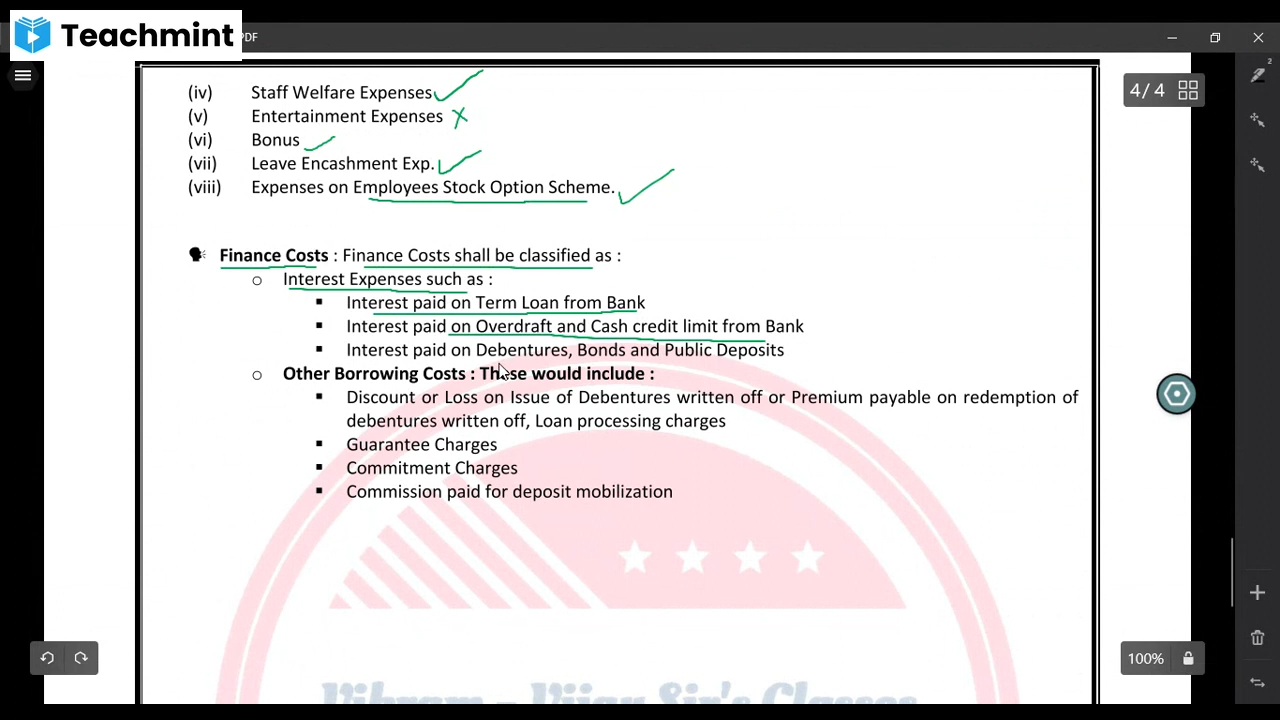 Teachmint
PDF
4 / 4
2
(iv) Staff Welfare Expenses
(v) Entertainment Expenses
(vi) Bonus
(vii) Leave Encashment Exp.
(viii) Expenses on Employees Stock Option Scheme.
Finance Costs : Finance Costs shall be classified as :
o Interest Expenses such as :
▪ Interest paid on Term Loan from Bank
▪ Interest paid on Overdraft and Cash credit limit from Bank
▪ Interest paid on Debentures, Bonds and Public Deposits
o Other Borrowing Costs : These would include :
▪ Discount or Loss on Issue of Debentures written off or Premium payable on redemption of
debentures written off, Loan processing charges
▪ Guarantee Charges
▪ Commitment Charges
▪ Commission paid for deposit mobilization
Vikram – Vijay Sir's Classes
100%